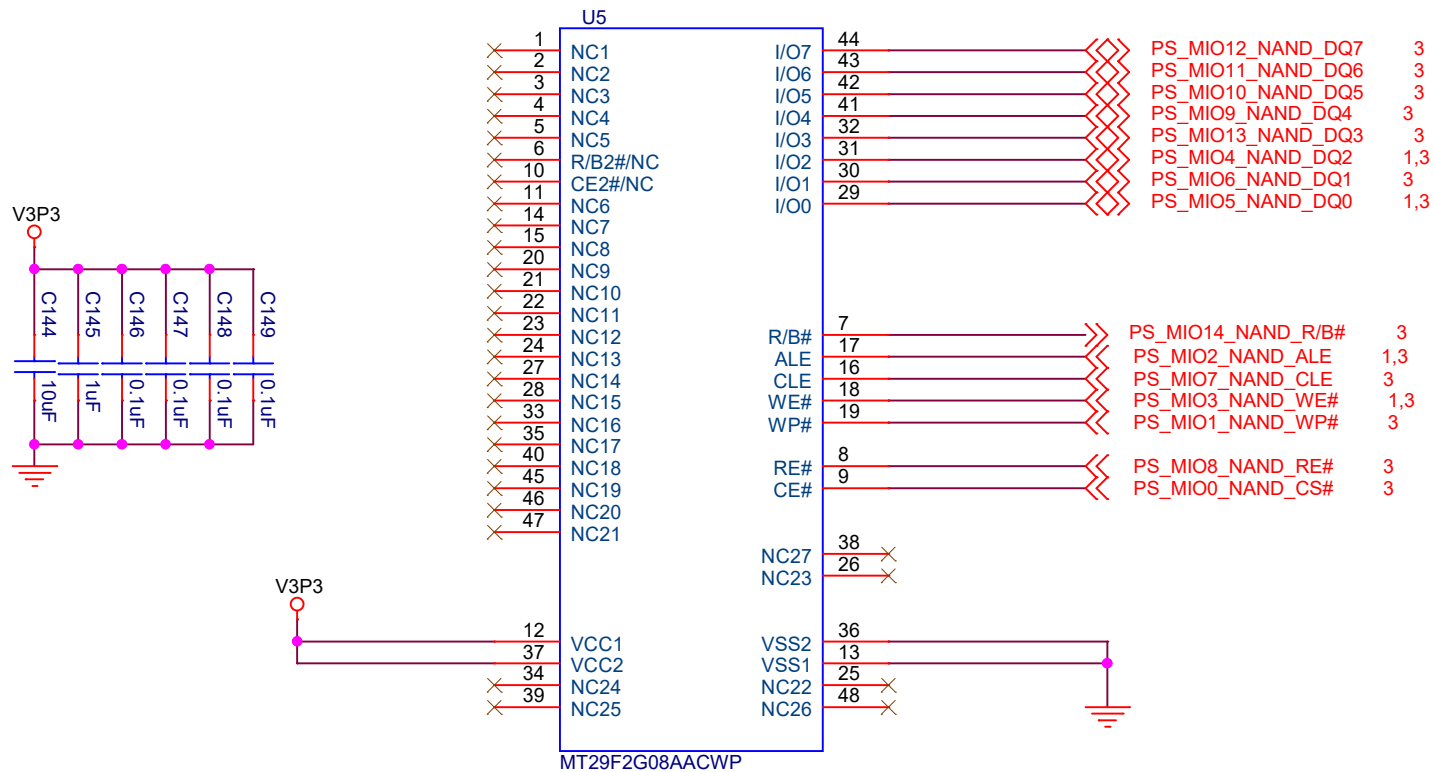 U5
1 NC1 I/O7 44 PS_MIO12_NAND_DQ7 3
2 NC2 I/O6 43 PS_MIO11_NAND_DQ6 3
3 NC3 I/O5 42 PS_MIO10_NAND_DQ5 3
4 NC4 I/O4 41 PS_MIO9_NAND_DQ4 3
5 NC5 I/O3 32 PS_MIO13_NAND_DQ3 3
6 R/B2#/NC I/O2 31 PS_MIO4_NAND_DQ2 1,3
10 CE2#/NC I/O1 30 PS_MIO6_NAND_DQ1 3
11 NC6 I/O0 29 PS_MIO5_NAND_DQ0 1,3
14 NC7
15 NC8
20 NC9
21 NC10
22 NC11
23 NC12 R/B# 7 PS_MIO14_NAND_R/B# 3
24 NC13 ALE 17 PS_MIO2_NAND_ALE 1,3
27 NC14 CLE 16 PS_MIO7_NAND_CLE 3
28 NC15 WE# 18 PS_MIO3_NAND_WE# 1,3
33 NC16 WP# 19 PS_MIO1_NAND_WP# 3
35 NC17
40 NC18 RE# 8 PS_MIO8_NAND_RE# 3
45 NC19 CE# 9 PS_MIO0_NAND_CS# 3
46 NC20
47 NC21
NC27 38
NC23 26
12 VCC1 VSS2 36
37 VCC2 VSS1 13
34 NC24 NC22 25
39 NC25 NC26 48
MT29F2G08AACWP
V3P3
C144 10uF
C145 1uF
C146 0.1uF
C147 0.1uF
C148 0.1uF
C149 0.1uF
V3P3